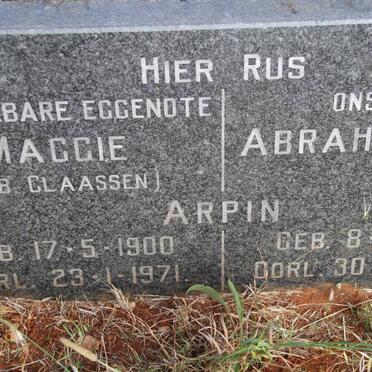 HIER RUS
BARE EGGENOTE
ONS
MAGGIE
ABRAH
B CLAASSEN)
ARPIN
B. 17-5-1900
GEB. 8-
RL. 23-1-1971
OORL. 30